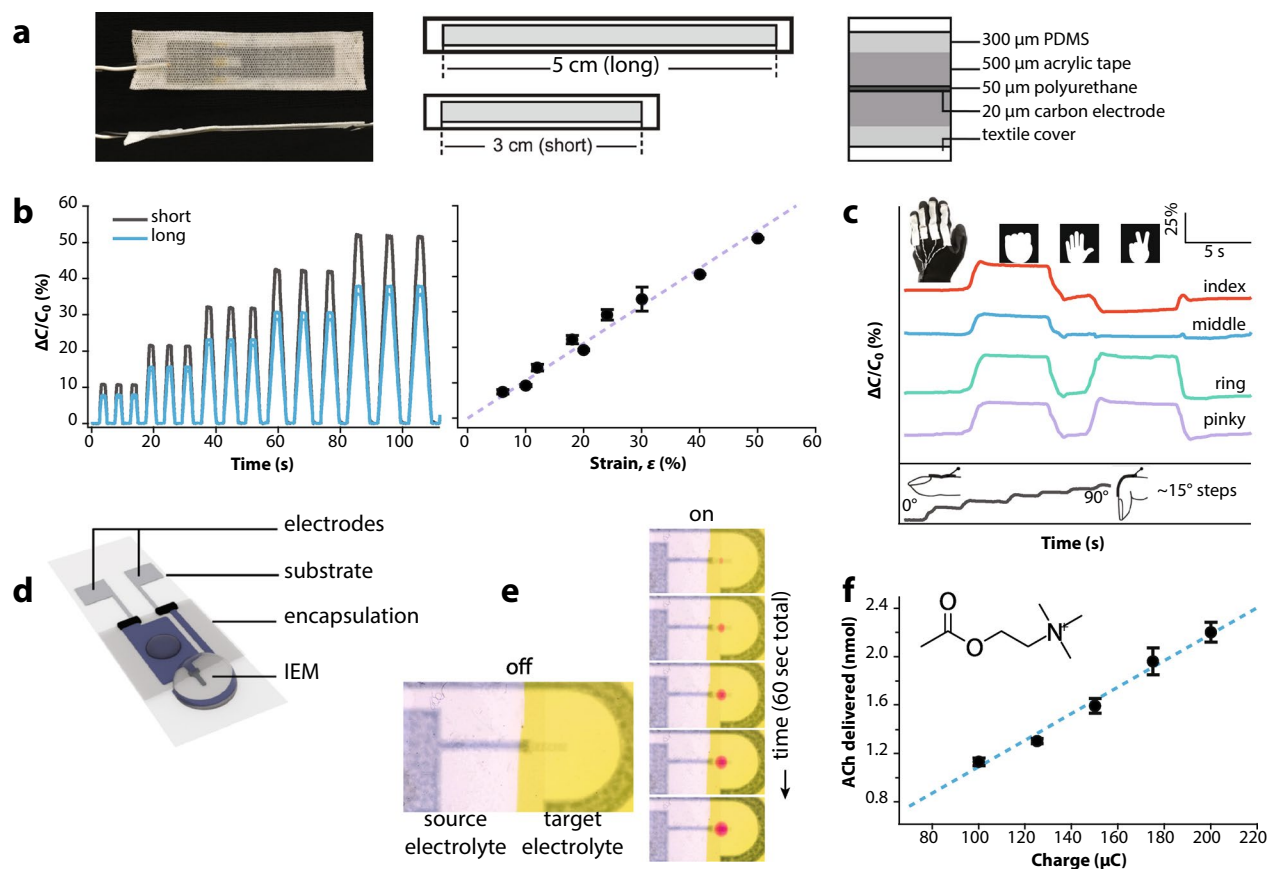 a
5 cm (long)
3 cm (short)
300 μm PDMS
500 μm acrylic tape
50 μm polyurethane
20 μm carbon electrode
textile cover
b
short
long
ΔC/C0 (%)
60
50
40
30
20
10
0
0 20 40 60 80 100
Time (s)
0 10 20 30 40 50 60
Strain, ε (%)
c
25%
5 s
index
middle
ring
pinky
ΔC/C0 (%)
0°
90°
~15° steps
Time (s)
d
electrodes
substrate
encapsulation
IEM
e
off
source
electrolyte
target
electrolyte
on
time (60 sec total)
f
O
O
N+
ACh delivered (nmol)
2.4
2.0
1.6
1.2
0.8
80 100 120 140 160 180 200 220
Charge (μC)